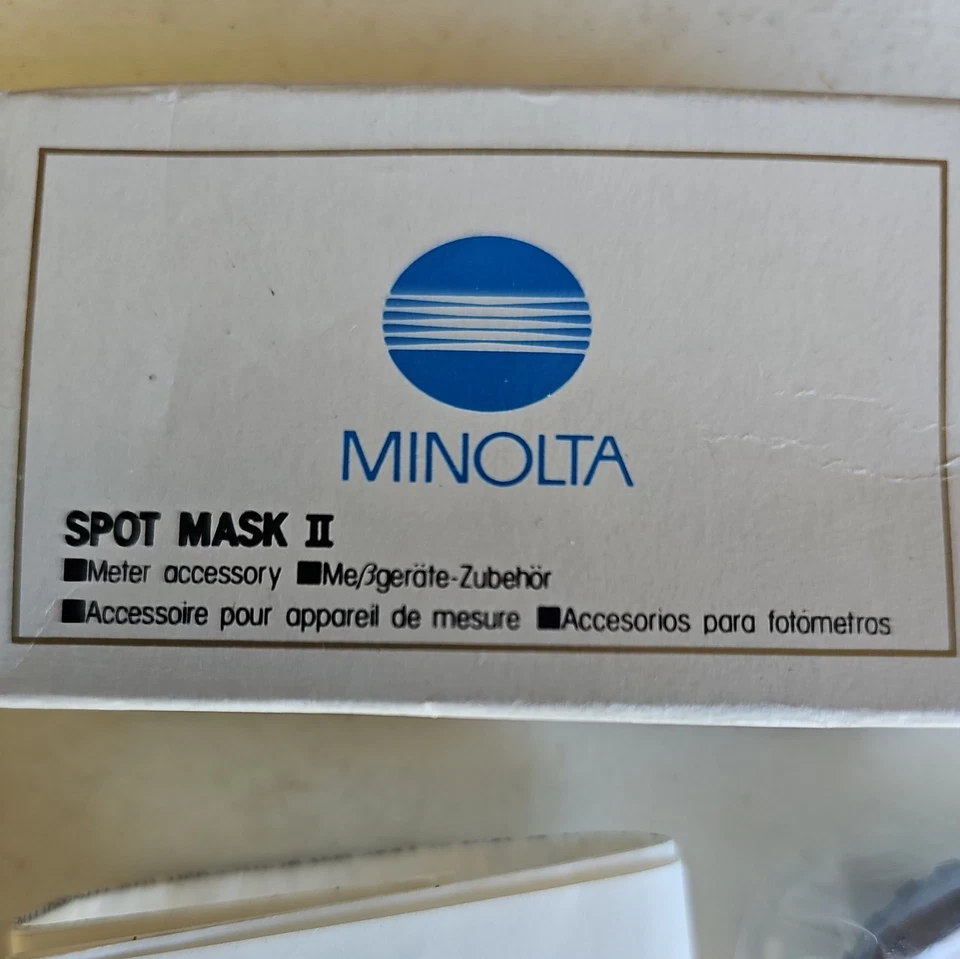 MINOLTA
SPOT MASK II
■Meter accessory ■Meßgeräte-Zubehör
■Accessoire pour appareil de mesure ■Accesorios para fotómetros